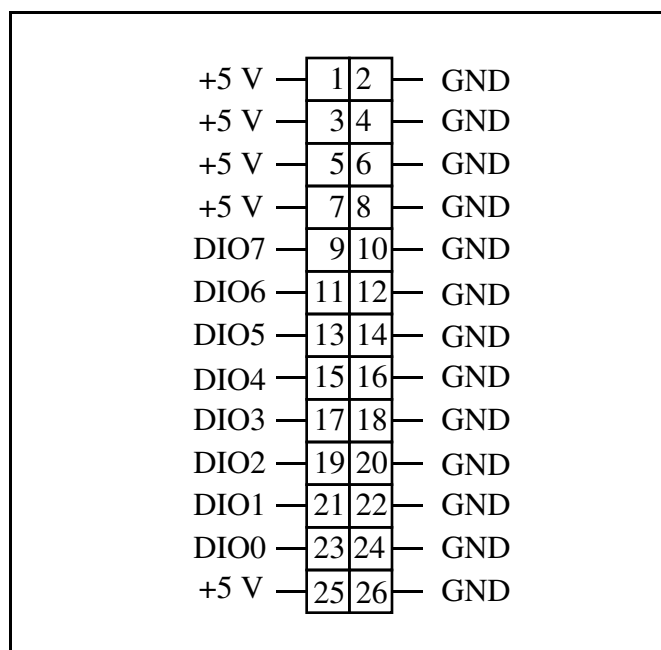 +5 V 1 2 GND
+5 V 3 4 GND
+5 V 5 6 GND
+5 V 7 8 GND
DIO7 9 10 GND
DIO6 11 12 GND
DIO5 13 14 GND
DIO4 15 16 GND
DIO3 17 18 GND
DIO2 19 20 GND
DIO1 21 22 GND
DIO0 23 24 GND
+5 V 25 26 GND